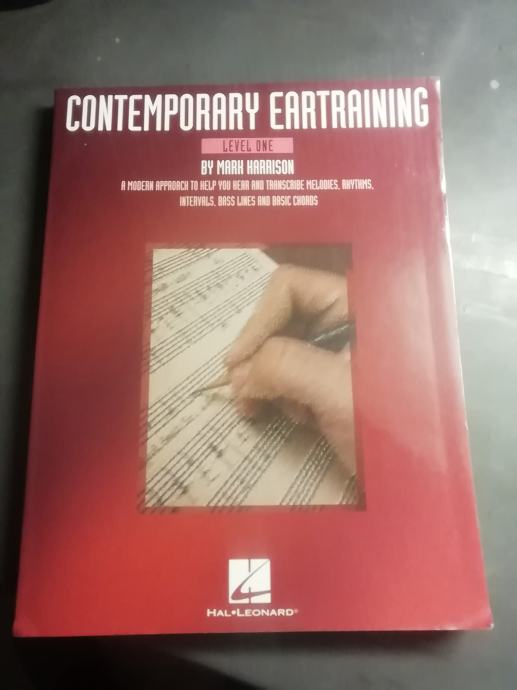 CONTEMPORARY EARTRAINING
LEVEL ONE
BY MARK HARRISON
A MODERN APPROACH TO HELP YOU HEAR AND TRANSCRIBE MELODIES, RHYTHMS,
INTERVALS, BASS LINES AND BASIC CHORDS
HAL•LEONARD®